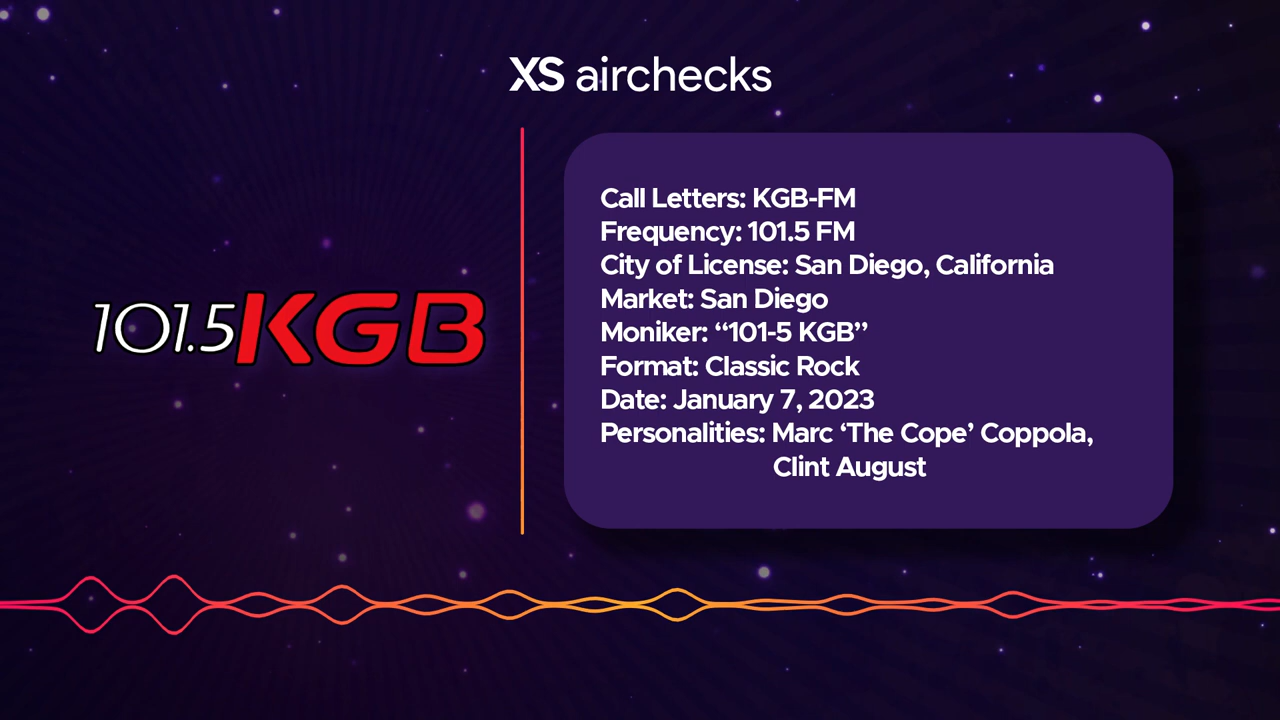 XS airchecks
101.5KGB
Call Letters: KGB-FM
Frequency: 101.5 FM
City of License: San Diego, California
Market: San Diego
Moniker: “101-5 KGB”
Format: Classic Rock
Date: January 7, 2023
Personalities: Marc ‘The Cope’ Coppola,
Clint August